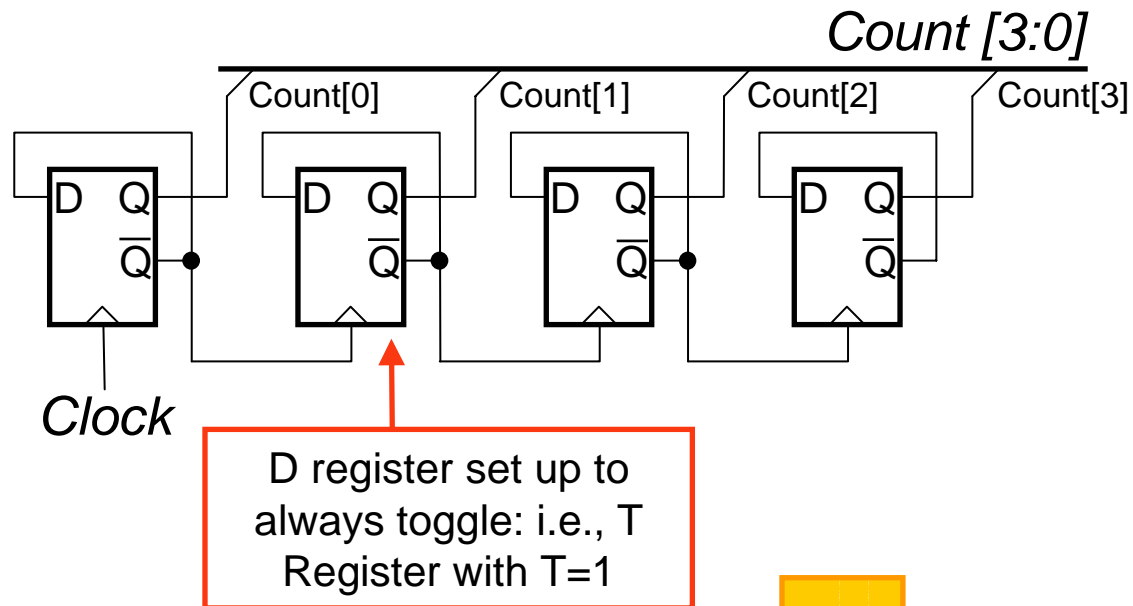 Count [3:0]
Count[0] Count[1] Count[2] Count[3]
D Q D Q D Q D Q
Q̅ Q̅ Q̅ Q̅
Clock
D register set up to
always toggle: i.e., T
Register with T=1